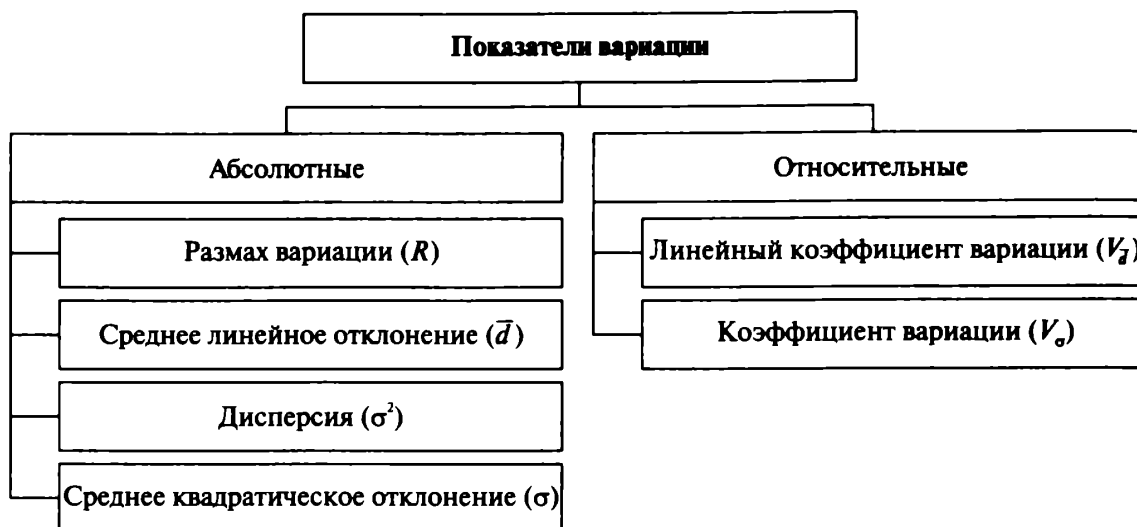 Показатели вариации
Абсолютные
Размах вариации (R)
Среднее линейное отклонение (d̅)
Дисперсия (σ²)
Среднее квадратическое отклонение (σ)
Относительные
Линейный коэффициент вариации (V_d̅)
Коэффициент вариации (V_σ)